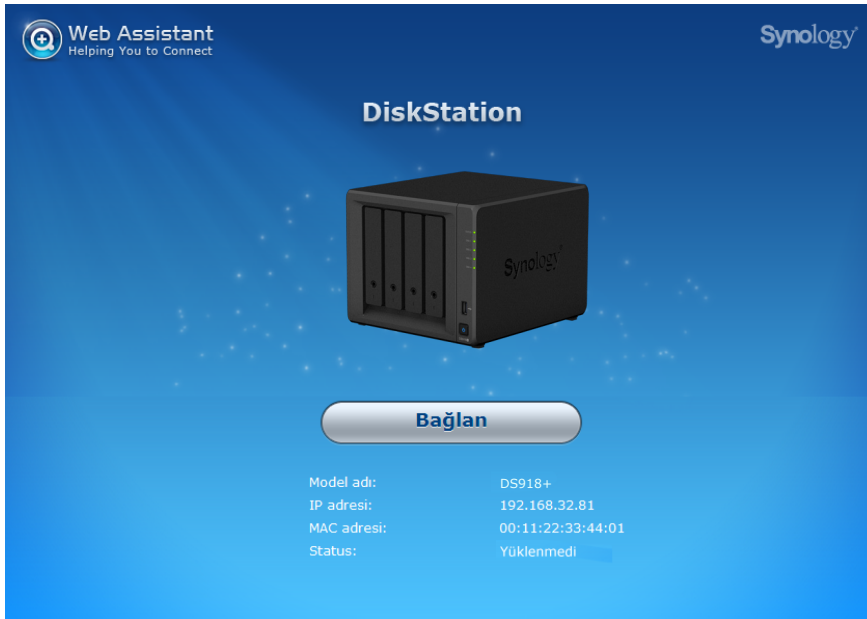 Web Assistant
Helping You to Connect
Synology
DiskStation
Synology
Bağlan
Model adı: DS918+
IP adresi: 192.168.32.81
MAC adresi: 00:11:22:33:44:01
Status: Yüklenmedi